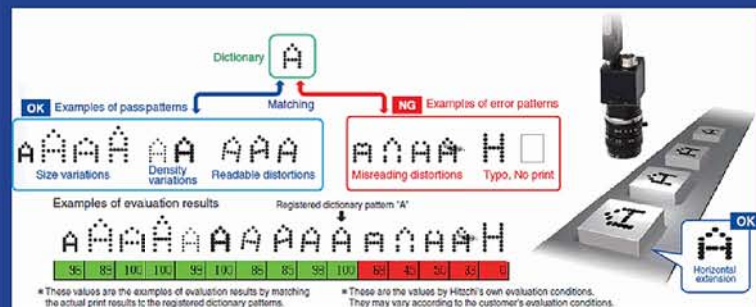 Dictionary
A
OK Examples of pass patterns
Matching
NG Examples of error patterns
A A A A A A A A A
A A H
Size variations
Density variations
Readable distortions
Misreading distortions
Typo, No print
Examples of evaluation results
Registered dictionary pattern "A"
A A A A A A A A A A A A H
98 89 100 100 99 100 86 85 98 100 69 45 50 33 0
*These values are the examples of evaluation results by matching
the actual print results to the registered dictionary patterns.
*These are the values by Hitachi's own evaluation conditions.
They may vary according to the customer's evaluation conditions.
OK
A
Horizontal
extension